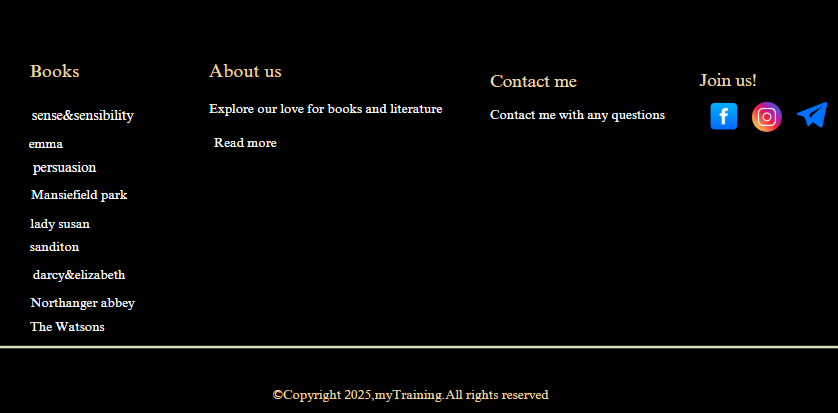 Books
sense&sensibility
emma
persuasion
Mansiefield park
lady susan
sanditon
darcy&elizabeth
Northanger abbey
The Watsons
About us
Explore our love for books and literature
Read more
Contact me
Contact me with any questions
Join us!
©Copyright 2025,myTraining.All rights reserved